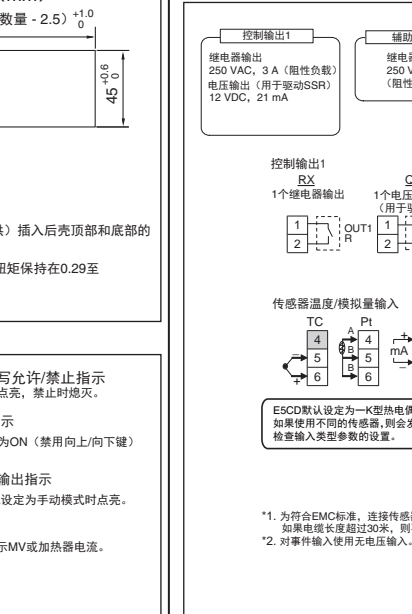 数量 - 2.5) +1.0 0
45 +0.6 0
供）插入后壳顶部和底部的
扭矩保持在0.29至
写允许/禁止指示
点亮，禁止时熄灭。
示
为ON（禁用向上/向下键）
输出指示
设定为手动模式时点亮。
示MV或加热器电流。
控制输出1
继电器输出
250 VAC，3 A（阻性负载）
电压输出（用于驱动SSR）
12 VDC，21 mA
辅助
继电器
250 V
（阻性
控制输出1
RX
1个继电器输出
1
2
R
OUT1
Q
1个电压
（用于驱
1
2
传感器温度/模拟量输入
TC
4
5
6
−
+
Pt
A
B
B
4
5
6
+
mA
−
E5CD默认设定为一K型热电偶
如果使用不同的传感器,则会发
检查输入类型参数的设置。
*1. 为符合EMC标准，连接传感
如果电缆长度超过30米，则
*2. 对事件输入使用无电压输入。